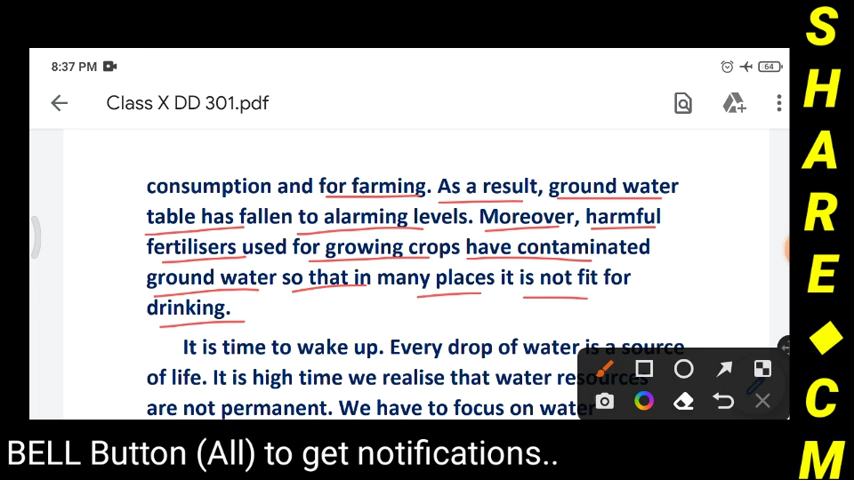 8:37 PM
64
Class X DD 301.pdf
consumption and for farming. As a result, ground water
table has fallen to alarming levels. Moreover, harmful
fertilisers used for growing crops have contaminated
ground water so that in many places it is not fit for
drinking.
It is time to wake up. Every drop of water is a source
of life. It is high time we realise that water resources
are not permanent. We have to focus on water
BELL Button (All) to get notifications..
SHARE◆CM